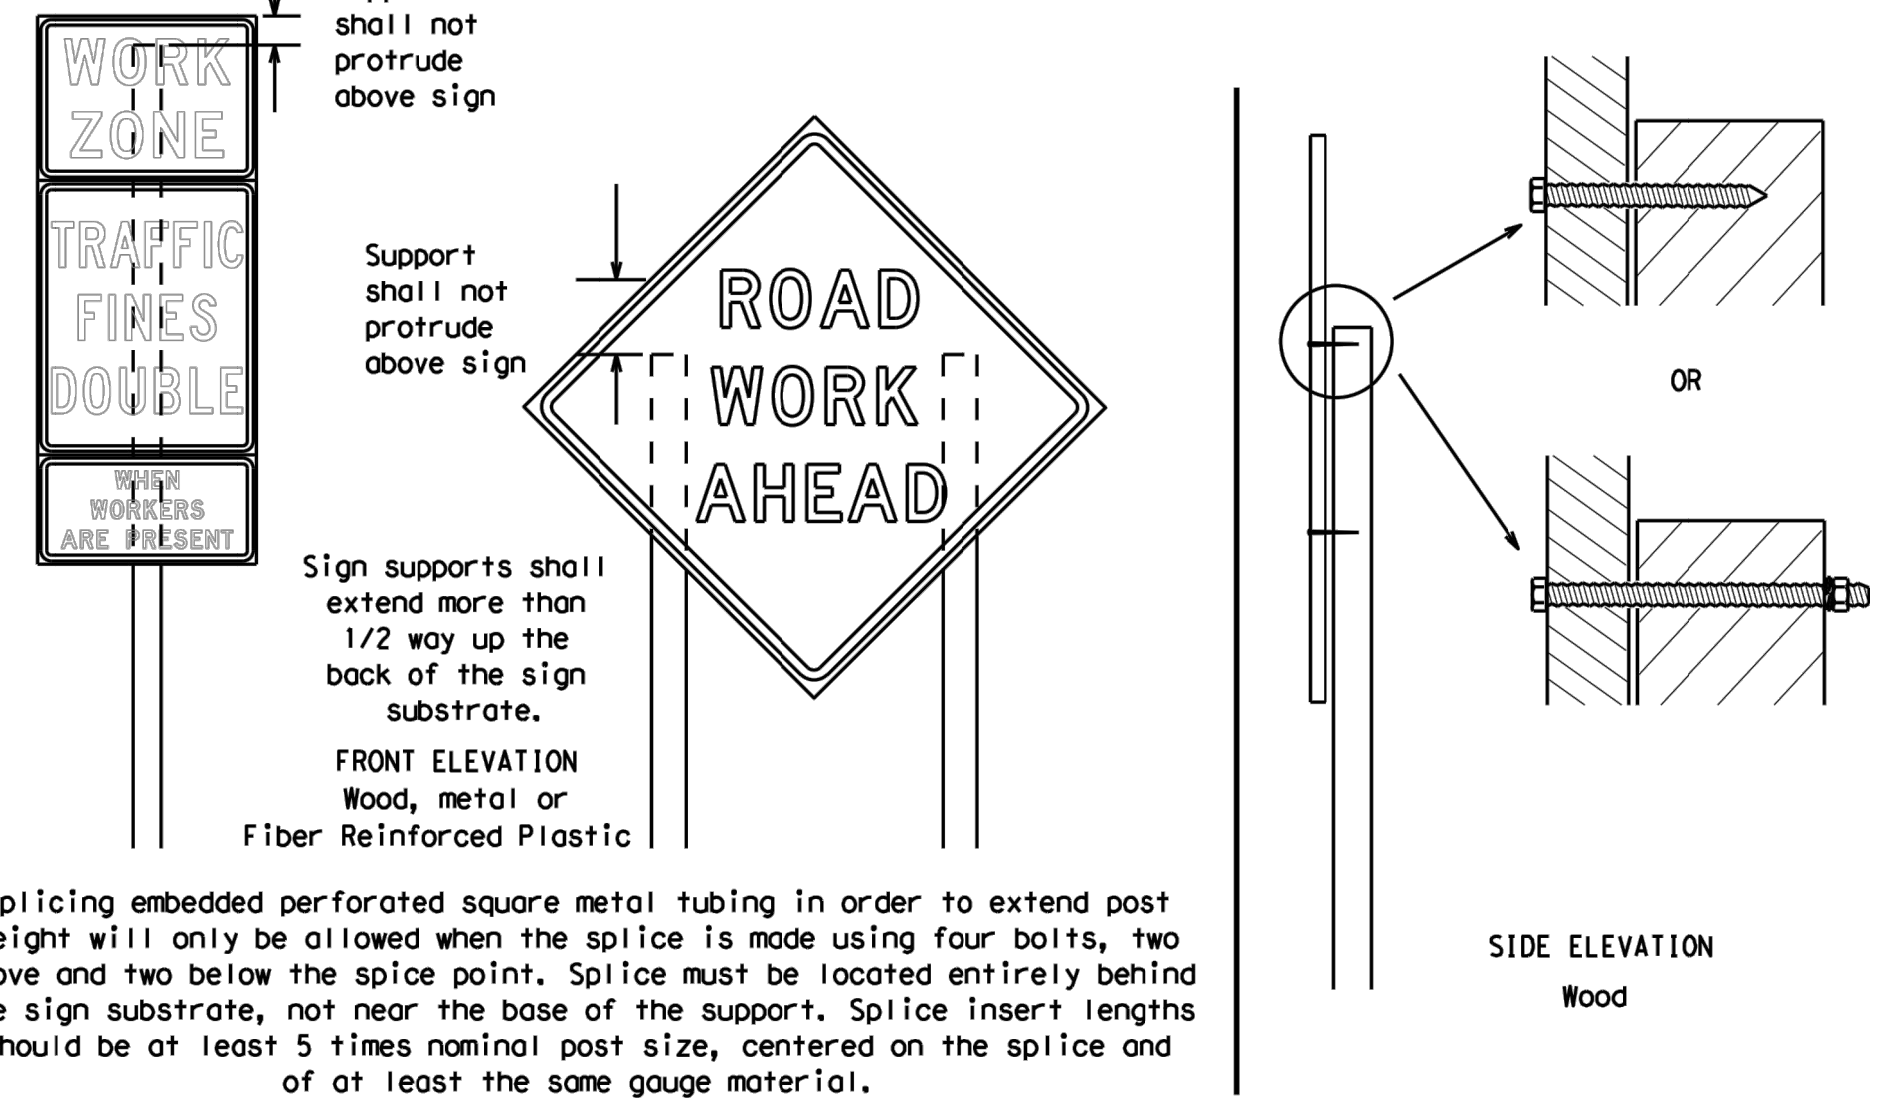 shall not
protrude
above sign
WORK
ZONE
TRAFFIC
FINES
DOUBLE
WHEN
WORKERS
ARE PRESENT
Support
shall not
protrude
above sign
ROAD
WORK
AHEAD
Sign supports shall
extend more than
1/2 way up the
back of the sign
substrate.
FRONT ELEVATION
Wood, metal or
Fiber Reinforced Plastic
OR
SIDE ELEVATION
Wood
plicing embedded perforated square metal tubing in order to extend post
eight will only be allowed when the splice is made using four bolts, two
ove and two below the spice point. Splice must be located entirely behind
e sign substrate, not near the base of the support. Splice insert lengths
hould be at least 5 times nominal post size, centered on the splice and
of at least the same gauge material.